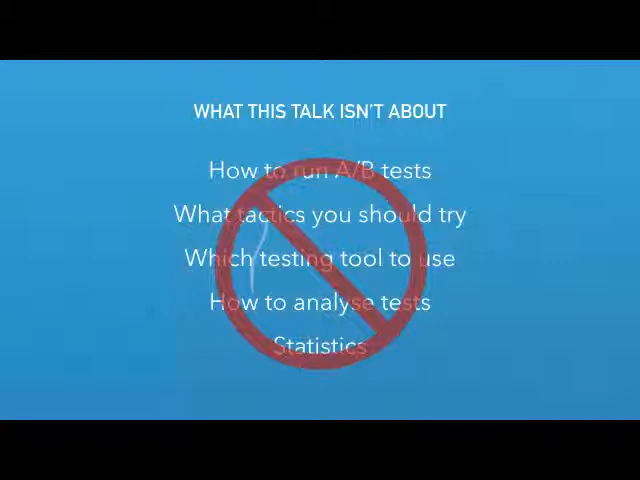 WHAT THIS TALK ISN'T ABOUT
How to run A/B tests
What tactics you should try
Which testing tool to use
How to analyse tests
Statistics